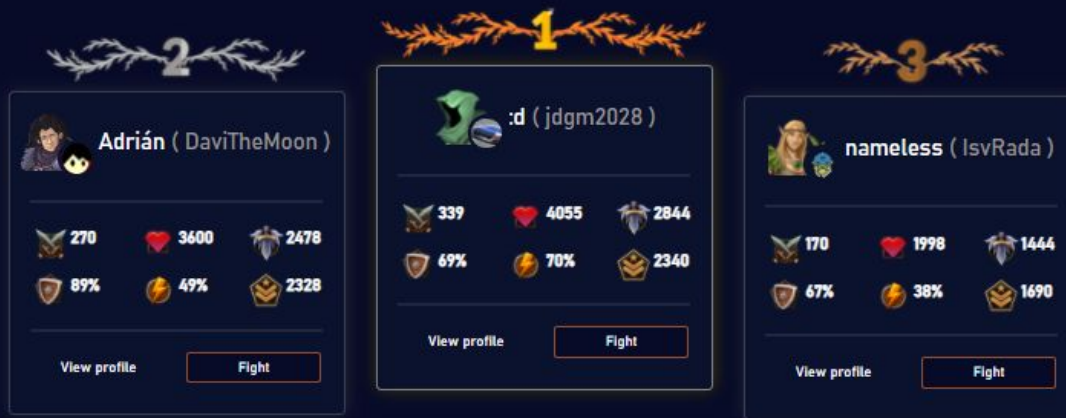 2
Adrián ( DaviTheMoon )
270 3600 2478
89% 49% 2328
View profile Fight
1
:d ( jdgm2028 )
339 4055 2844
69% 70% 2340
View profile Fight
3
nameless ( IsvRada )
170 1998 1444
67% 38% 1690
View profile Fight